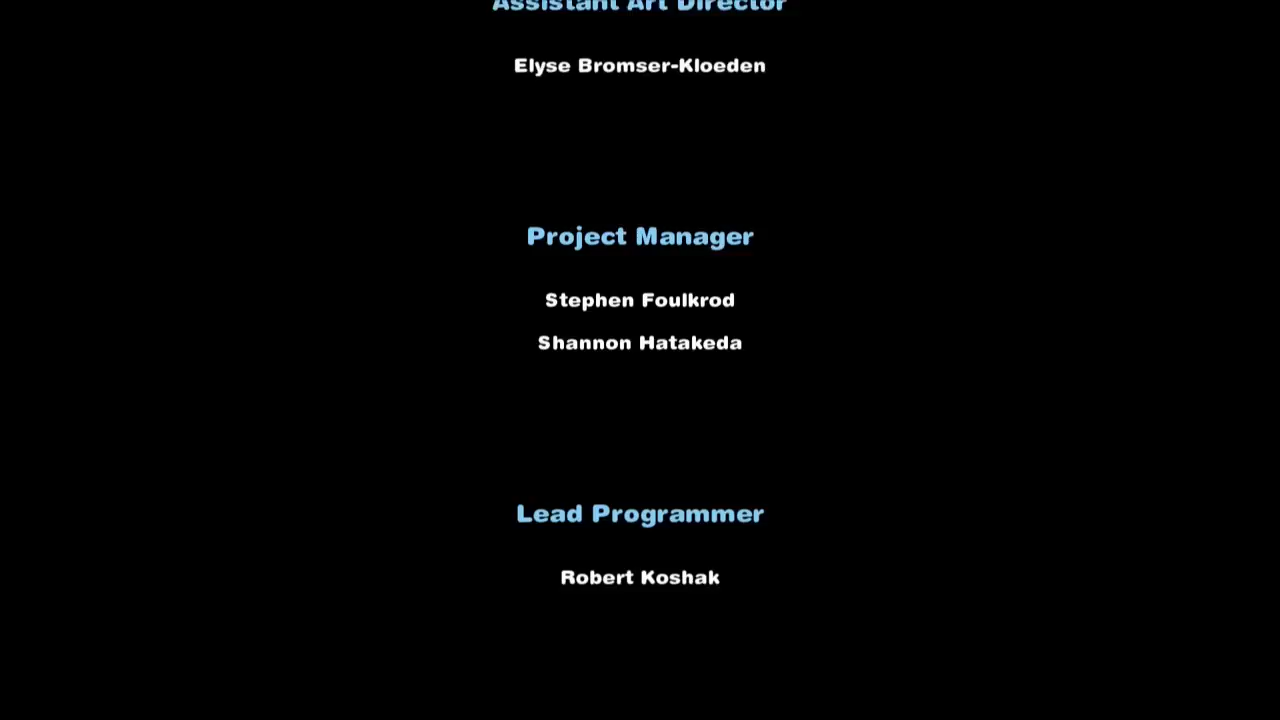 Assistant Art Director
Elyse Bromser-Kloeden
Project Manager
Stephen Foulkrod
Shannon Hatakeda
Lead Programmer
Robert Koshak